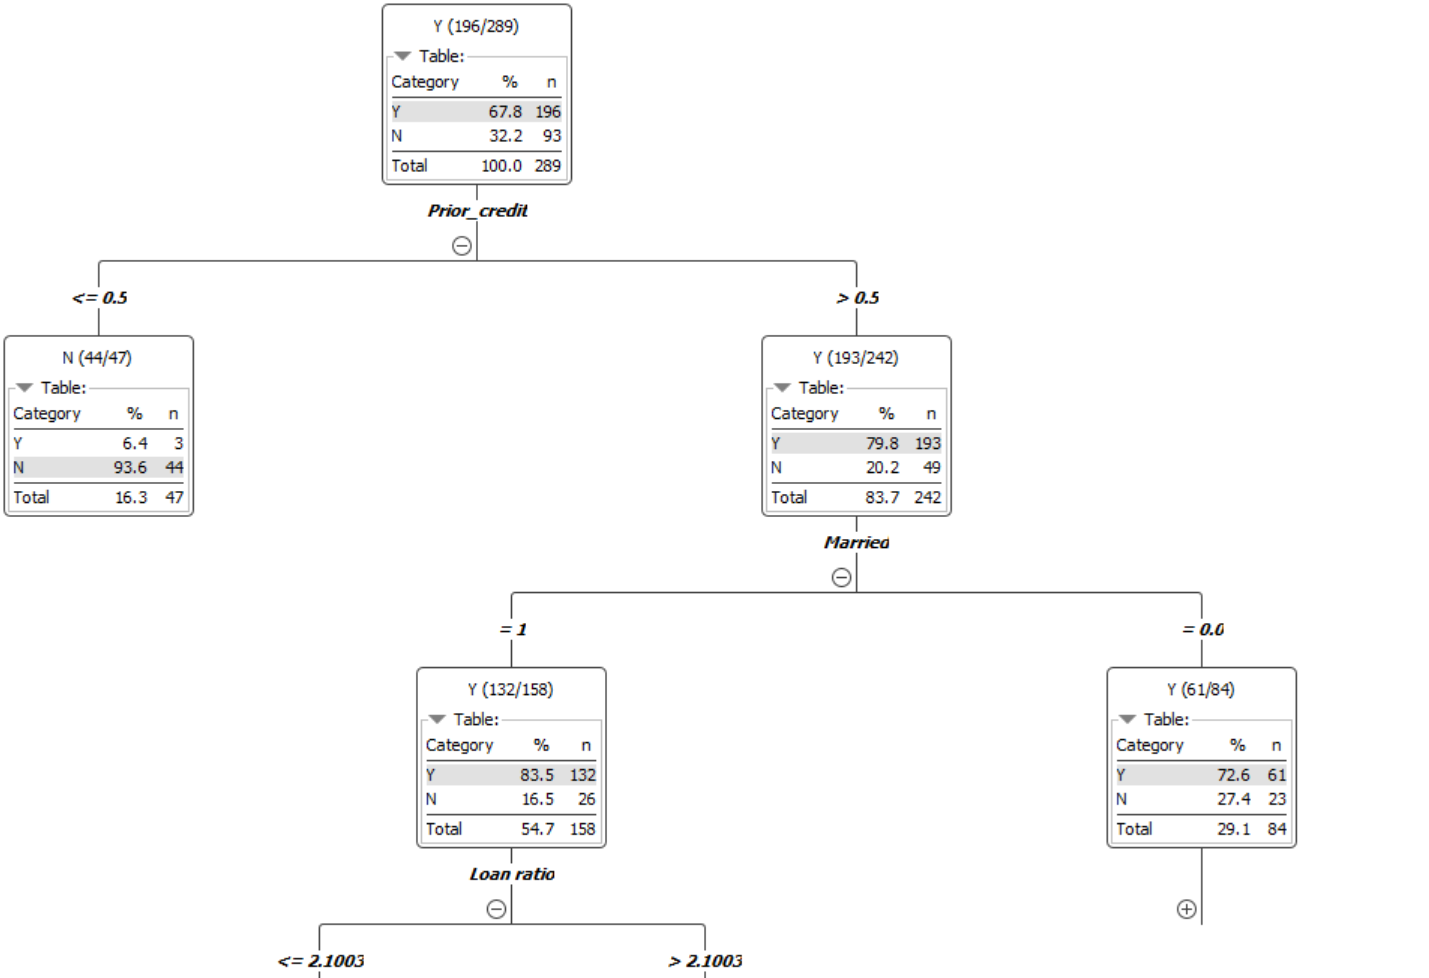 Y (196/289)
Table:
Category % n
Y 67.8 196
N 32.2 93
Total 100.0 289
Prior_credit
<= 0.5
> 0.5
N (44/47)
Table:
Category % n
Y 6.4 3
N 93.6 44
Total 16.3 47
Y (193/242)
Table:
Category % n
Y 79.8 193
N 20.2 49
Total 83.7 242
Married
= 1
= 0.0
Y (132/158)
Table:
Category % n
Y 83.5 132
N 16.5 26
Total 54.7 158
Y (61/84)
Table:
Category % n
Y 72.6 61
N 27.4 23
Total 29.1 84
Loan ratio
<= 2.1003
> 2.1003